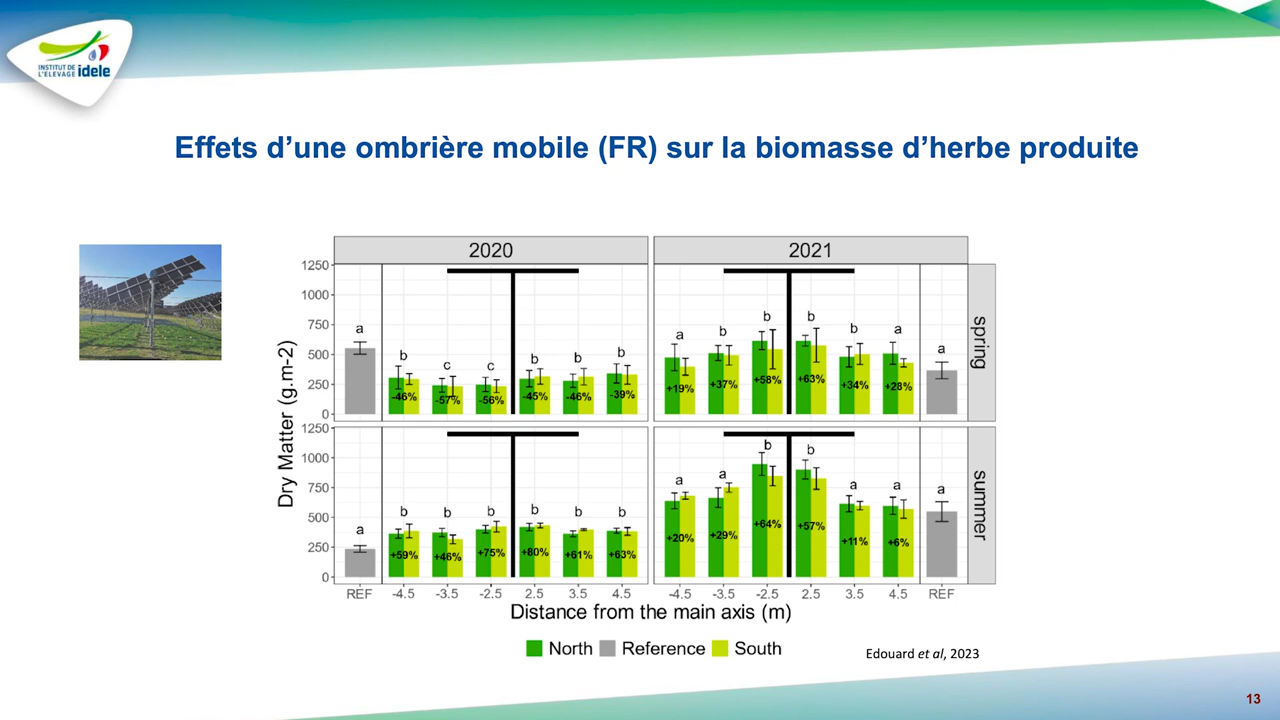 INSTITUT DE
L'ELEVAGE idele
Effets d'une ombrière mobile (FR) sur la biomasse d'herbe produite
2020
2021
Dry Matter (g.m-2)
1250
1000
750
500
250
0
a b c c b b b
-46% -57% -56% -45% -46% -39%
a b b b b a a
+19% +37% +58% +63% +34% +28%
spring
1250
1000
750
500
250
0
a b b b b b b
+59% +46% +75% +80% +61% +63%
a a b b a a a
+20% +29% +64% +57% +11% +6%
summer
REF -4.5 -3.5 -2.5 2.5 3.5 4.5 -4.5 -3.5 -2.5 2.5 3.5 4.5 REF
Distance from the main axis (m)
North Reference South
Edouard et al, 2023
13